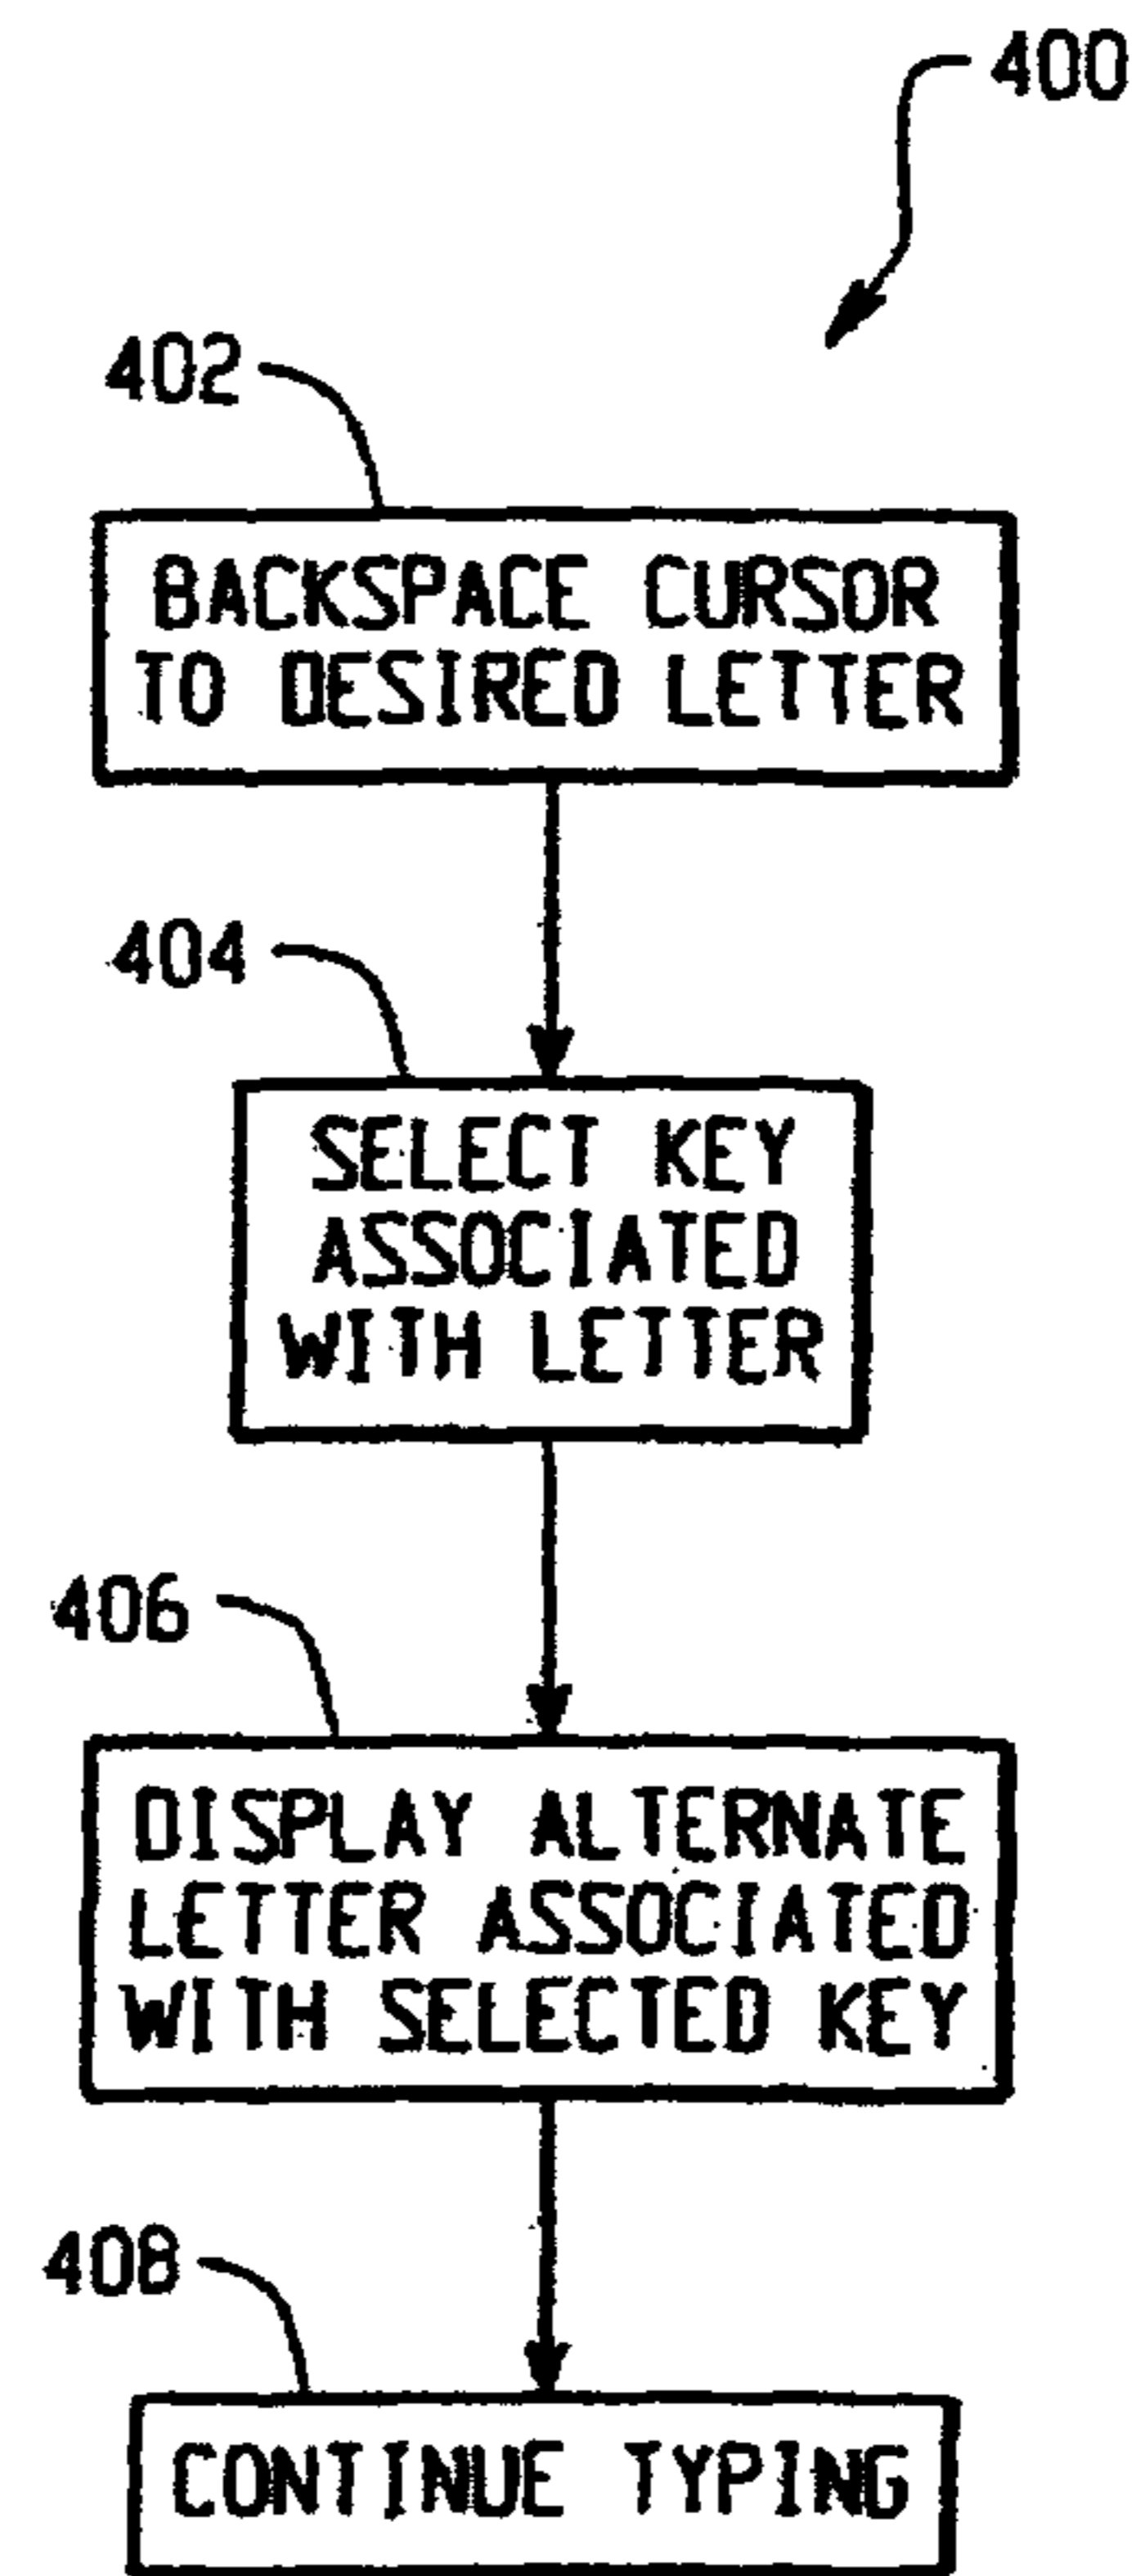 400
402
BACKSPACE CURSOR
TO DESIRED LETTER
404
SELECT KEY
ASSOCIATED
WITH LETTER
406
DISPLAY ALTERNATE
LETTER ASSOCIATED
WITH SELECTED KEY
408
CONTINUE TYPING